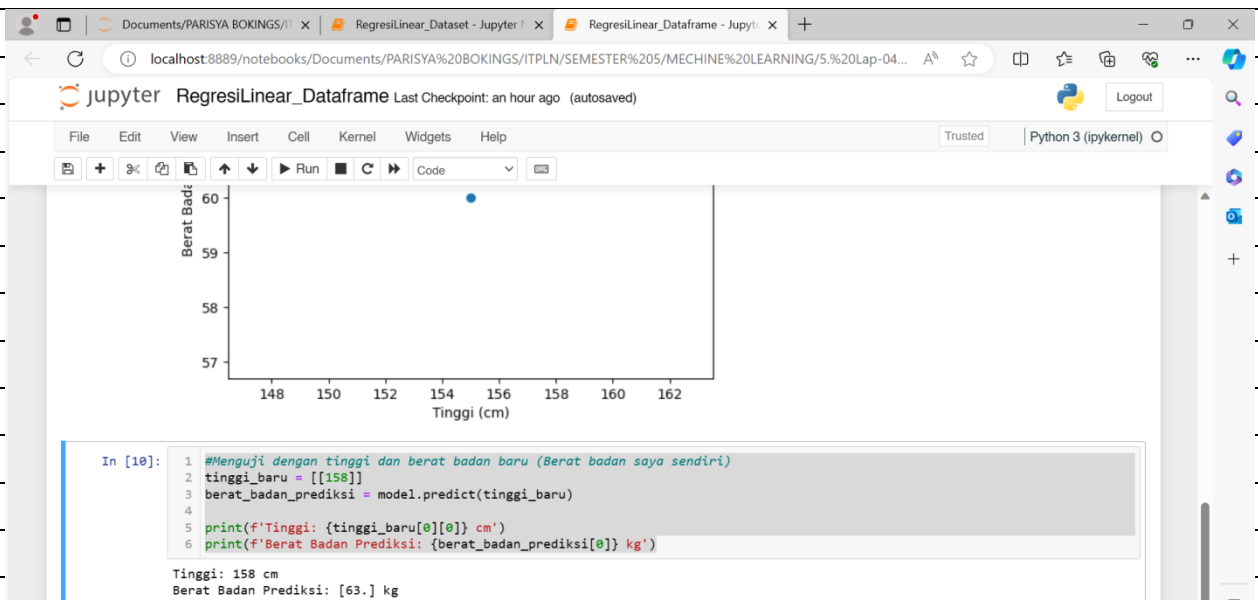 Documents/PARISYA BOKINGS/IT
RegresiLinear_Dataset - Jupyter N
RegresiLinear_Dataframe - Jupyte
localhost:8889/notebooks/Documents/PARISYA%20BOKINGS/ITPLN/SEMESTER%205/MECHINE%20LEARNING/5.%20Lap-04...
jupyter RegresiLinear_Dataframe Last Checkpoint: an hour ago (autosaved)
Logout
File Edit View Insert Cell Kernel Widgets Help
Trusted
Python 3 (ipykernel)
Run
Code
Berat Bada
60
59
58
57
148 150 152 154 156 158 160 162
Tinggi (cm)
In [10]:
1 #Menguji dengan tinggi dan berat badan baru (Berat badan saya sendiri)
2 tinggi_baru = [[158]]
3 berat_badan_prediksi = model.predict(tinggi_baru)
4
5 print(f'Tinggi: {tinggi_baru[0][0]} cm')
6 print(f'Berat Badan Prediksi: {berat_badan_prediksi[0]} kg')
Tinggi: 158 cm
Berat Badan Prediksi: [63.] kg